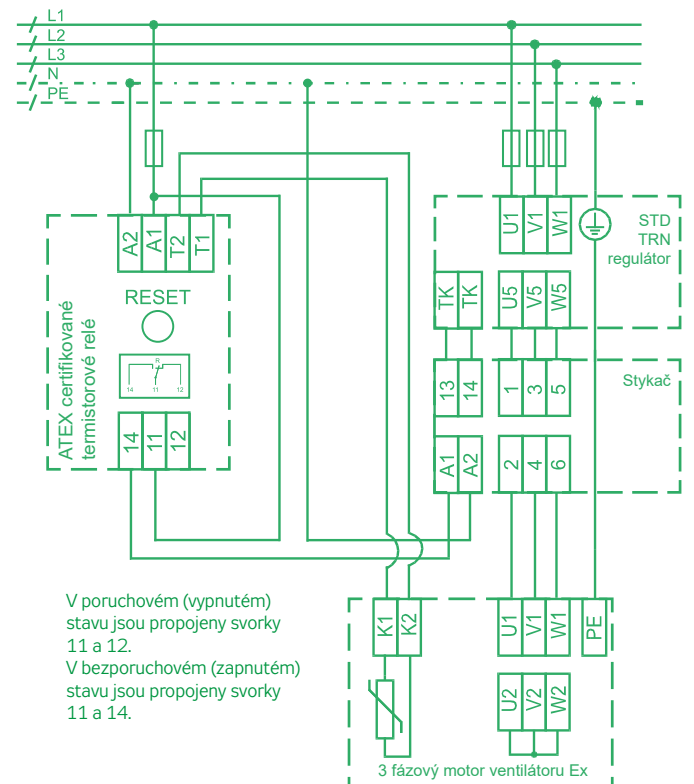 L1
L2
L3
N
PE
A2
A1
T2
T1
RESET
R
14
11
12
14
11
12
ATEX certifikované
termistorové relé
U1
V1
W1
STD
TRN
regulátor
TK
TK
U5
V5
W5
13
14
1
3
5
Stykač
A1
A2
2
4
6
V poruchovém (vypnutém)
stavu jsou propojeny svorky
11 a 12.
V bezporuchovém (zapnutém)
stavu jsou propojeny svorky
11 a 14.
K1
K2
U1
V1
W1
PE
U2
V2
W2
3 fázový motor ventilátoru Ex